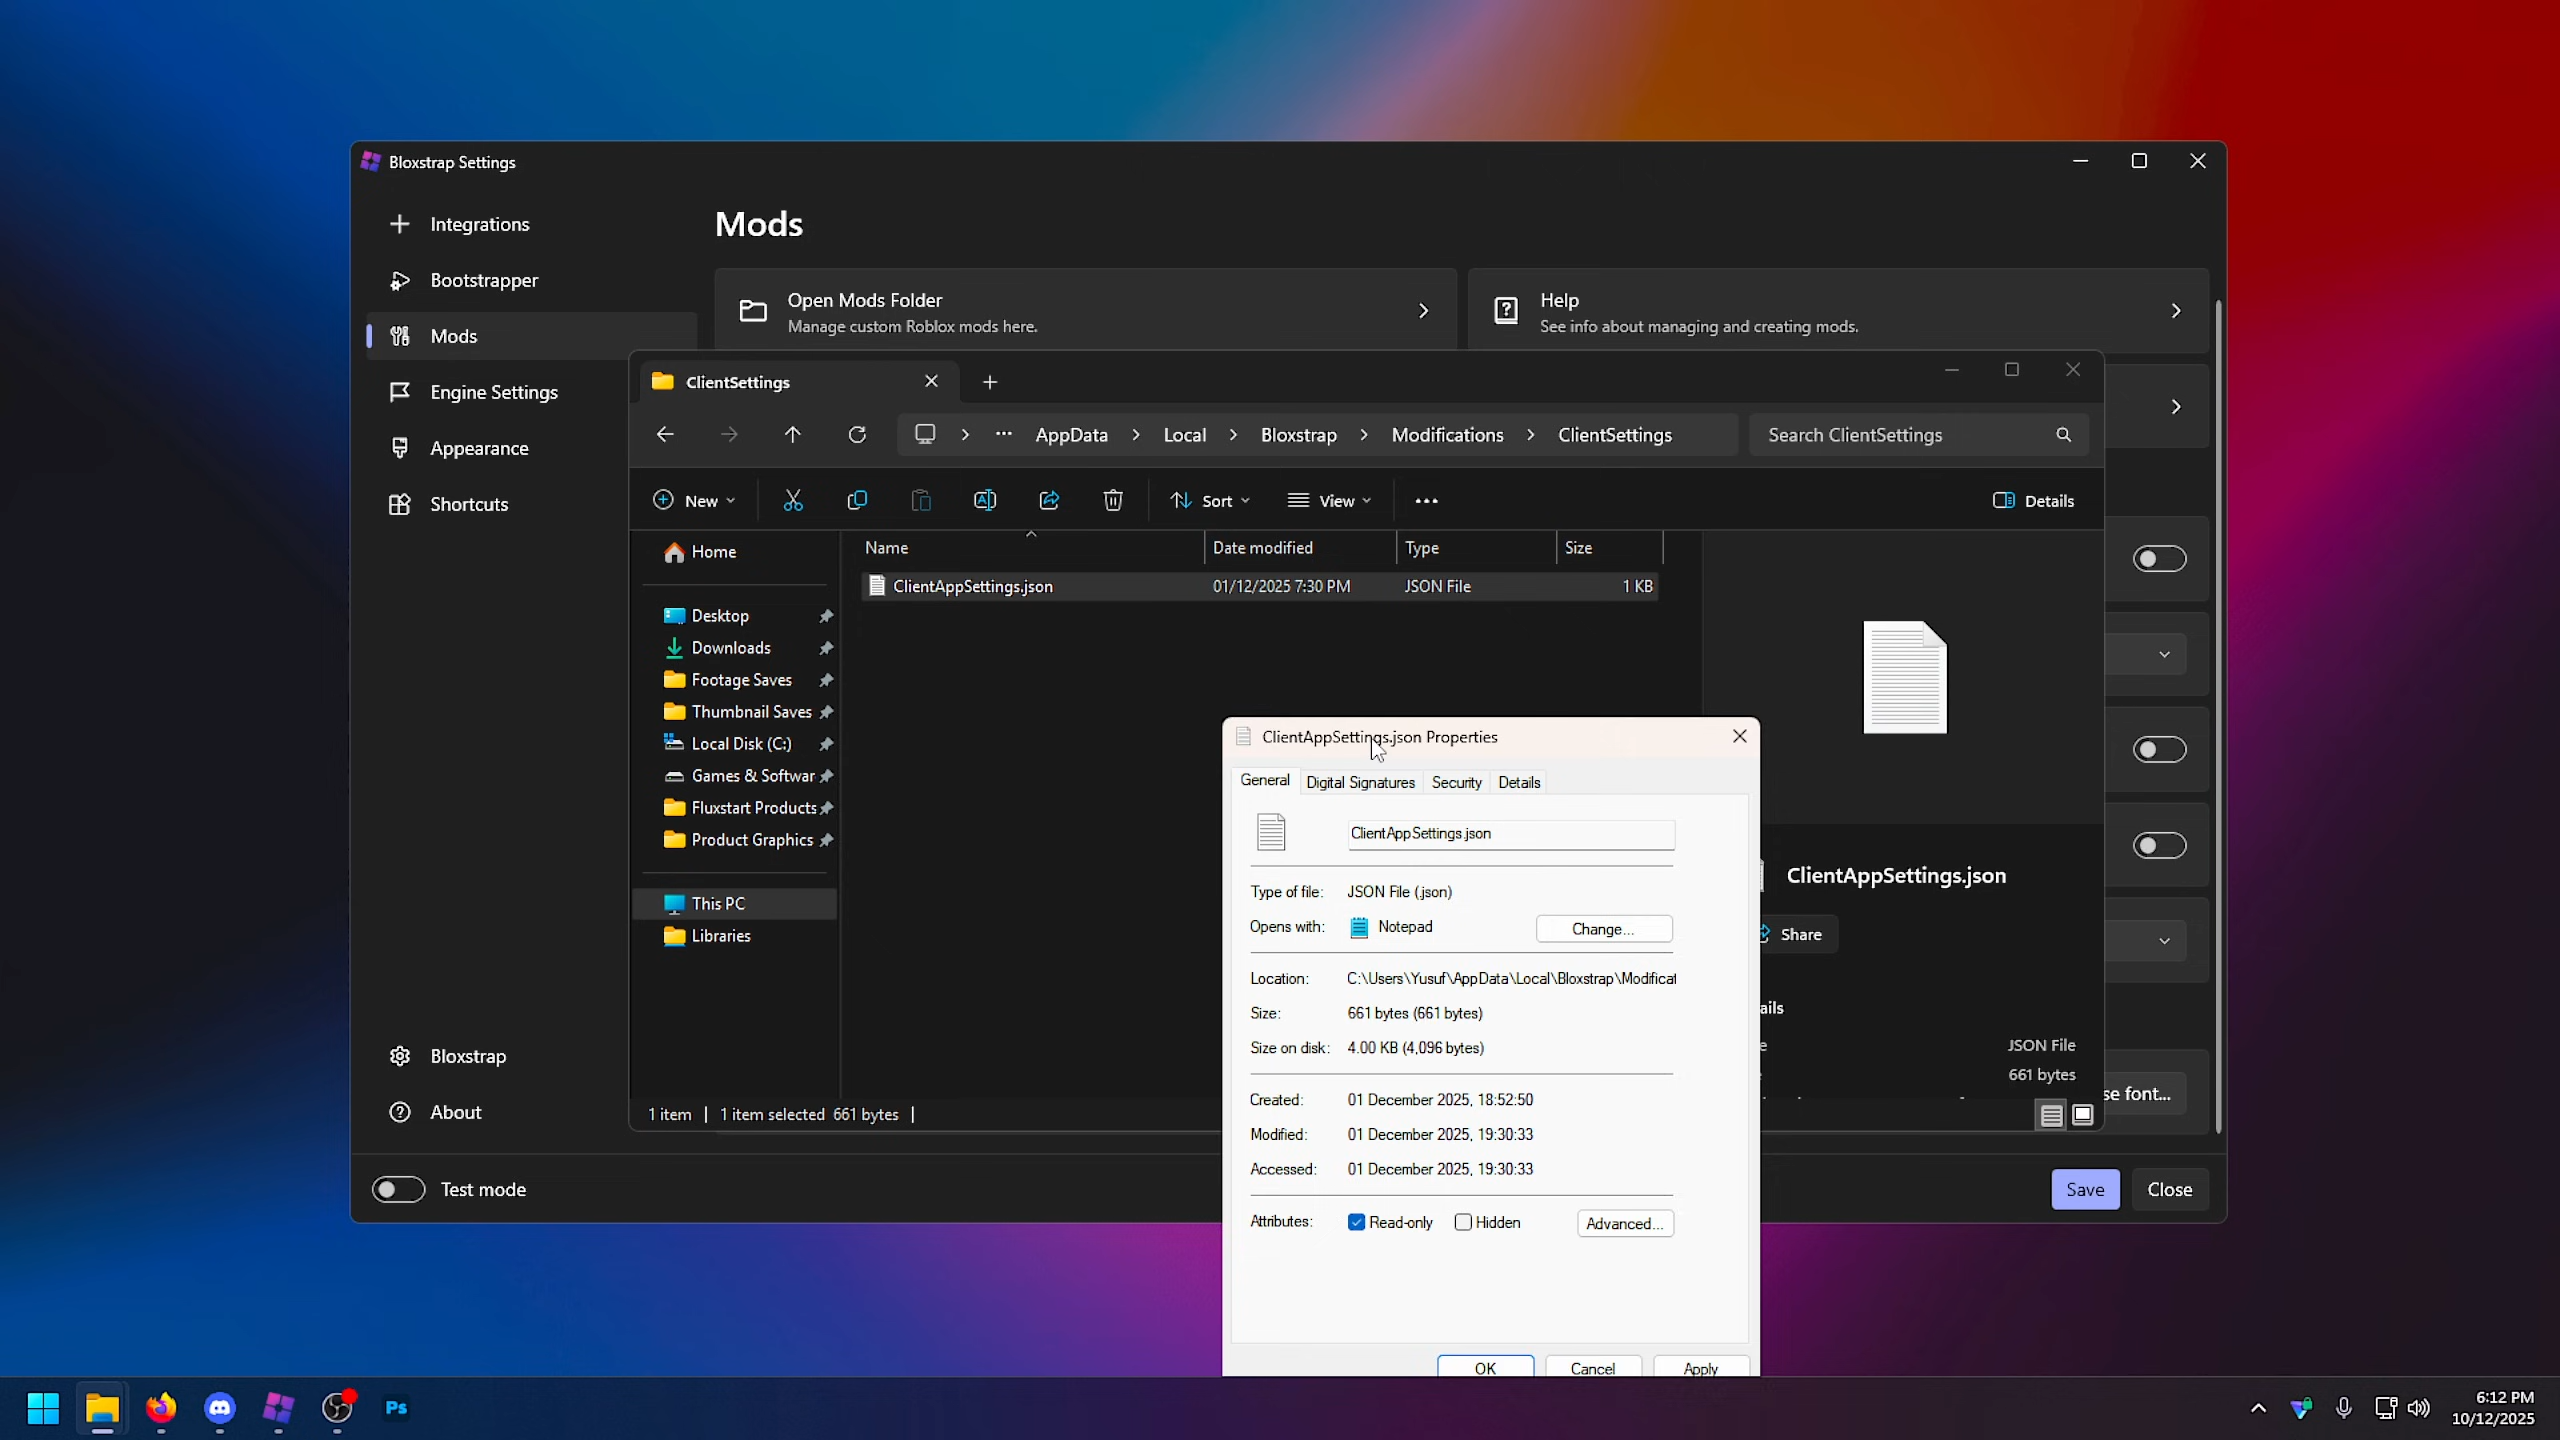 Bloxstrap Settings
Integrations
Bootstrapper
Mods
Engine Settings
Appearance
Shortcuts
Bloxstrap
About
Test mode
Mods
Open Mods Folder
Manage custom Roblox mods here.
Help
See info about managing and creating mods.
se font...
Save
Close
ClientSettings
AppData > Local > Bloxstrap > Modifications > ClientSettings
Search ClientSettings
New
Sort
View
Details
Home
Desktop
Downloads
Footage Saves
Thumbnail Saves
Local Disk (C:)
Games & Softwar
Fluxstart Products
Product Graphics
This PC
Libraries
Name Date modified Type Size
ClientAppSettings.json 01/12/2025 7:30 PM JSON File 1 KB
ClientAppSettings.json
Share
ails
e JSON File
661 bytes
1 item | 1 item selected 661 bytes |
ClientAppSettings.json Properties
General Digital Signatures Security Details
ClientAppSettings.json
Type of file: JSON File (.json)
Opens with: Notepad Change...
Location: C:\Users\Yusuf\AppData\Local\Bloxstrap\Modificat
Size: 661 bytes (661 bytes)
Size on disk: 4.00 KB (4,096 bytes)
Created: 01 December 2025, 18:52:50
Modified: 01 December 2025, 19:30:33
Accessed: 01 December 2025, 19:30:33
Attributes: Read-only Hidden Advanced...
OK Cancel Apply
Ps
6:12 PM
10/12/2025